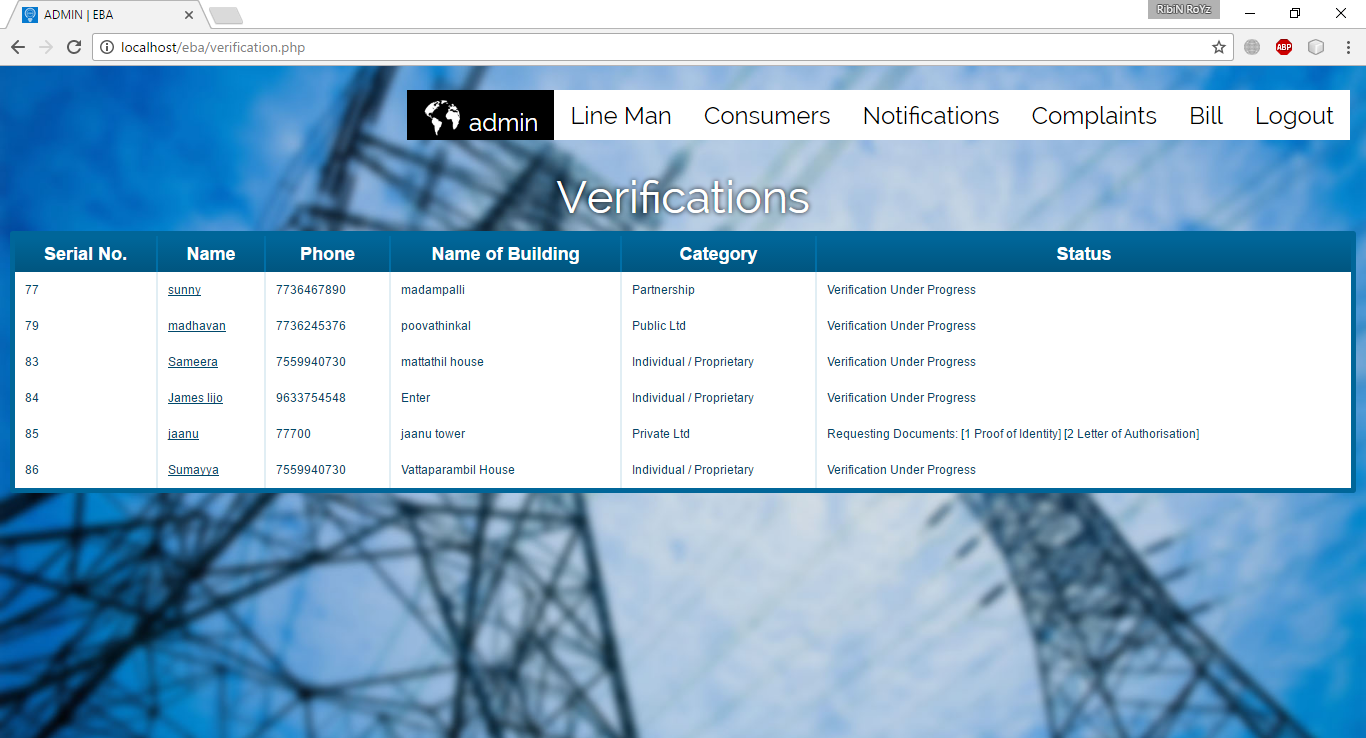 ADMIN | EBA
RibiN RoYz
localhost/eba/verification.php
ABP
admin Line Man Consumers Notifications Complaints Bill Logout
Verifications
Serial No. Name Phone Name of Building Category Status
77 sunny 7736467890 madampalli Partnership Verification Under Progress
79 madhavan 7736245376 poovathinkal Public Ltd Verification Under Progress
83 Sameera 7559940730 mattathil house Individual / Proprietary Verification Under Progress
84 James lijo 9633754548 Enter Individual / Proprietary Verification Under Progress
85 jaanu 77700 jaanu tower Private Ltd Requesting Documents: [1 Proof of Identity] [2 Letter of Authorisation]
86 Sumayya 7559940730 Vattaparambil House Individual / Proprietary Verification Under Progress